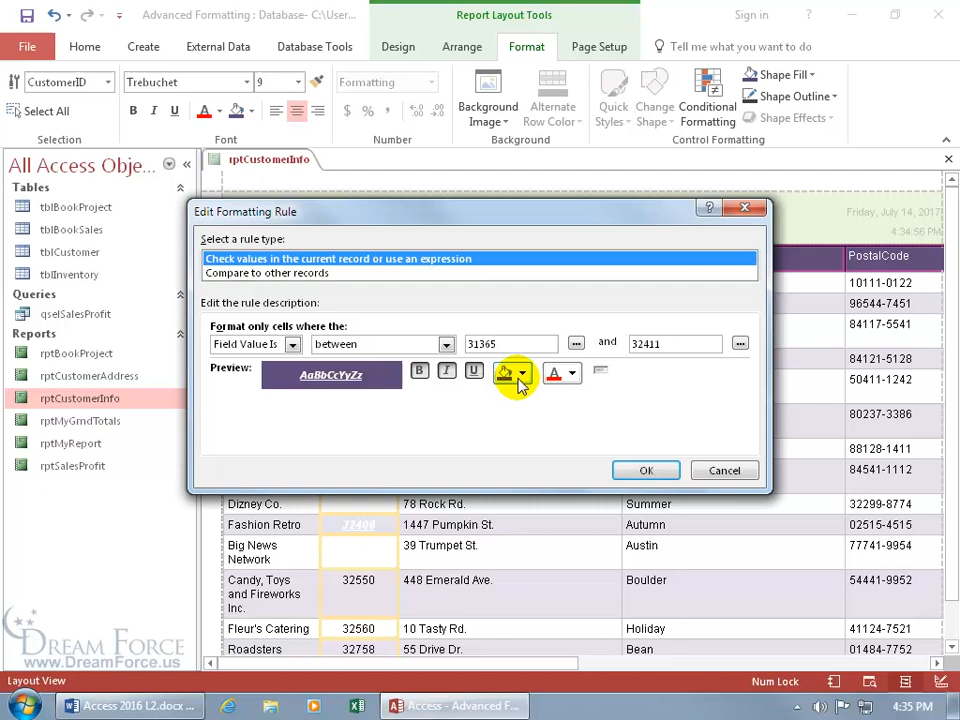 Advanced Formatting : Database- C:\User...
Report Layout Tools
Sign in
File
Home
Create
External Data
Database Tools
Design
Arrange
Format
Page Setup
Tell me what you want to do
CustomerID
Trebuchet
9
Formatting
Select All
B I U
$ % ,
Background Image
Alternate Row Color
Quick Styles
Change Shape
Conditional Formatting
Shape Fill
Shape Outline
Shape Effects
Selection
Font
Number
Background
Control Formatting
All Access Obje...
Tables
tblBookProject
tblBookSales
tblCustomer
tblInventory
Queries
qselSalesProfit
Reports
rptBookProject
rptCustomerAddress
rptCustomerInfo
rptMyGrndTotals
rptMyReport
rptSalesProfit
rptCustomerInfo
Friday, July 14, 2017
4:34:56 PM
PostalCode
10111-0122
96544-7451
84117-5541
84121-5128
50411-1242
80237-3386
88128-1411
84541-1112
Edit Formatting Rule
?
Select a rule type:
Check values in the current record or use an expression
Compare to other records
Edit the rule description:
Format only cells where the:
Field Value Is
between
31365
and
32411
Preview:
AaBbCcYyZz
B I U
A
OK
Cancel
Dizney Co.
78 Rock Rd.
Summer
32299-8774
Fashion Retro
32408
1447 Pumpkin St.
Autumn
02515-4515
Big News
Network
39 Trumpet St.
Austin
77741-9954
Candy, Toys
and Fireworks
Inc.
32550
448 Emerald Ave.
Boulder
54441-9952
Fleur's Catering
32560
10 Tasty Rd.
Holiday
41124-7521
Roadsters
32758
55 Drive Dr.
Bean
01484-7752
DREAM FORCE
www.DreamForce.us
Layout View
Num Lock
Access 2016 L2.docx ...
Access - Advanced F...
4:35 PM